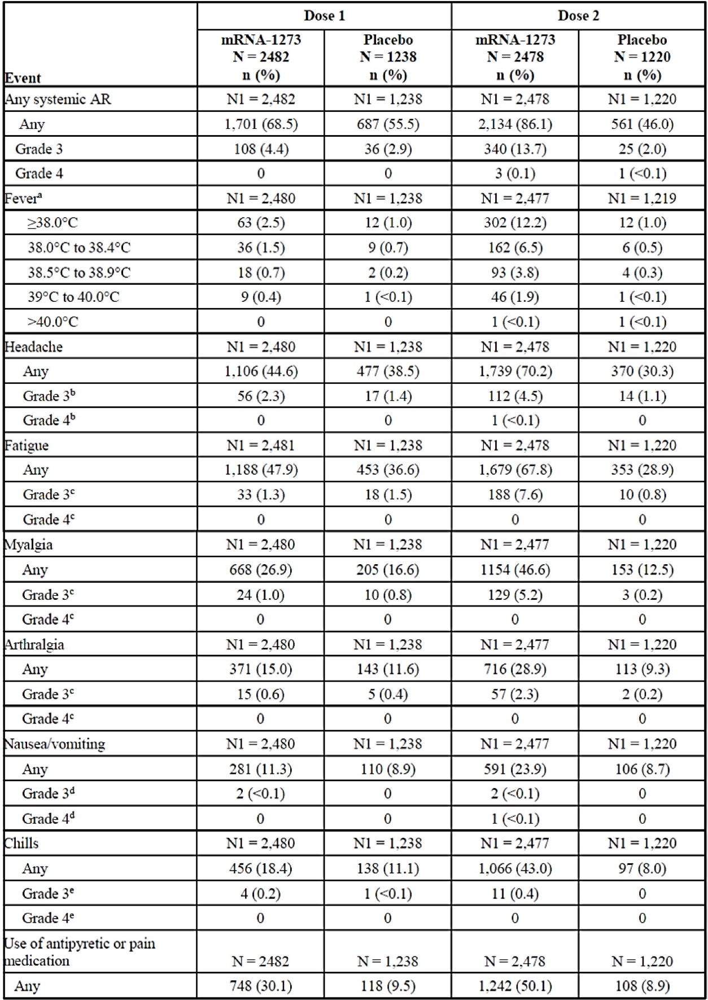 Dose 1 Dose 2
mRNA-1273 Placebo mRNA-1273 Placebo
N = 2482 N = 1238 N = 2478 N = 1220
Event n (%) n (%) n (%) n (%)
Any systemic AR N1 = 2,482 N1 = 1,238 N1 = 2,478 N1 = 1,220
Any 1,701 (68.5) 687 (55.5) 2,134 (86.1) 561 (46.0)
Grade 3 108 (4.4) 36 (2.9) 340 (13.7) 25 (2.0)
Grade 4 0 0 3 (0.1) 1 (<0.1)
Feverᵃ N1 = 2,480 N1 = 1,238 N1 = 2,477 N1 = 1,219
≥38.0°C 63 (2.5) 12 (1.0) 302 (12.2) 12 (1.0)
38.0°C to 38.4°C 36 (1.5) 9 (0.7) 162 (6.5) 6 (0.5)
38.5°C to 38.9°C 18 (0.7) 2 (0.2) 93 (3.8) 4 (0.3)
39°C to 40.0°C 9 (0.4) 1 (<0.1) 46 (1.9) 1 (<0.1)
>40.0°C 0 0 1 (<0.1) 1 (<0.1)
Headache N1 = 2,480 N1 = 1,238 N1 = 2,478 N1 = 1,220
Any 1,106 (44.6) 477 (38.5) 1,739 (70.2) 370 (30.3)
Grade 3ᵇ 56 (2.3) 17 (1.4) 112 (4.5) 14 (1.1)
Grade 4ᵇ 0 0 1 (<0.1) 0
Fatigue N1 = 2,481 N1 = 1,238 N1 = 2,478 N1 = 1,220
Any 1,188 (47.9) 453 (36.6) 1,679 (67.8) 353 (28.9)
Grade 3ᶜ 33 (1.3) 18 (1.5) 188 (7.6) 10 (0.8)
Grade 4ᶜ 0 0 0 0
Myalgia N1 = 2,480 N1 = 1,238 N1 = 2,477 N1 = 1,220
Any 668 (26.9) 205 (16.6) 1154 (46.6) 153 (12.5)
Grade 3ᶜ 24 (1.0) 10 (0.8) 129 (5.2) 3 (0.2)
Grade 4ᶜ 0 0 0 0
Arthralgia N1 = 2,480 N1 = 1,238 N1 = 2,477 N1 = 1,220
Any 371 (15.0) 143 (11.6) 716 (28.9) 113 (9.3)
Grade 3ᶜ 15 (0.6) 5 (0.4) 57 (2.3) 2 (0.2)
Grade 4ᶜ 0 0 0 0
Nausea/vomiting N1 = 2,480 N1 = 1,238 N1 = 2,477 N1 = 1,220
Any 281 (11.3) 110 (8.9) 591 (23.9) 106 (8.7)
Grade 3ᵈ 2 (<0.1) 0 2 (<0.1) 0
Grade 4ᵈ 0 0 1 (<0.1) 0
Chills N1 = 2,480 N1 = 1,238 N1 = 2,477 N1 = 1,220
Any 456 (18.4) 138 (11.1) 1,066 (43.0) 97 (8.0)
Grade 3ᵉ 4 (0.2) 1 (<0.1) 11 (0.4) 0
Grade 4ᵉ 0 0 0 0
Use of antipyretic or pain
medication N = 2482 N = 1,238 N = 2,478 N = 1,220
Any 748 (30.1) 118 (9.5) 1,242 (50.1) 108 (8.9)